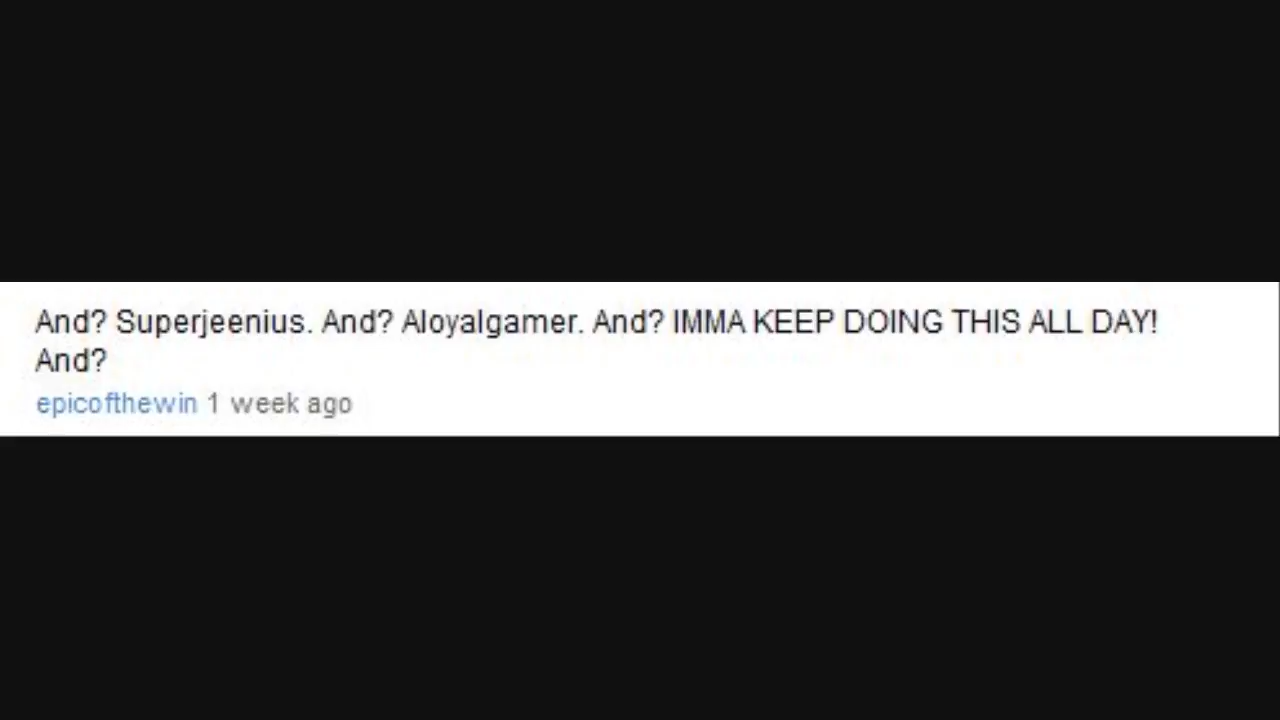 And? Superjeenius. And? Aloyalgamer. And? IMMA KEEP DOING THIS ALL DAY!
And?
epicofthewin 1 week ago